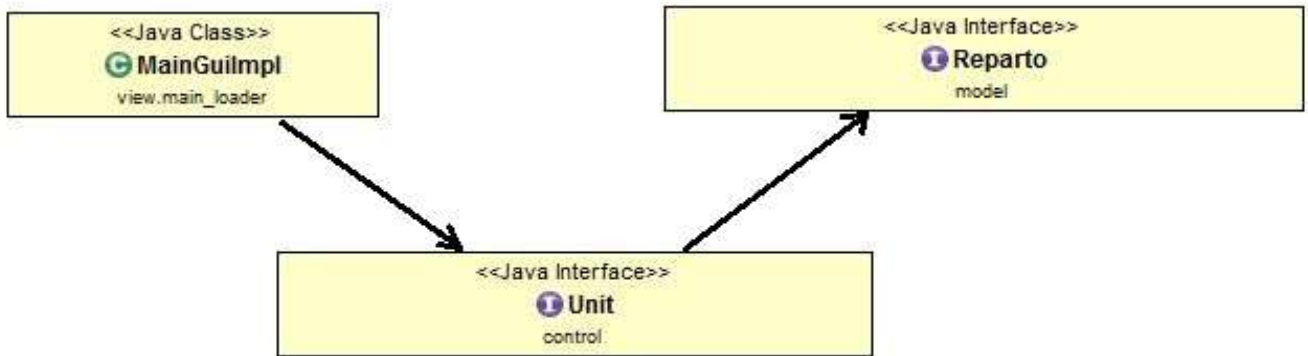 <<Java Class>>
MainGuiImpl
view.main_loader
<<Java Interface>>
Reparto
model
<<Java Interface>>
Unit
control